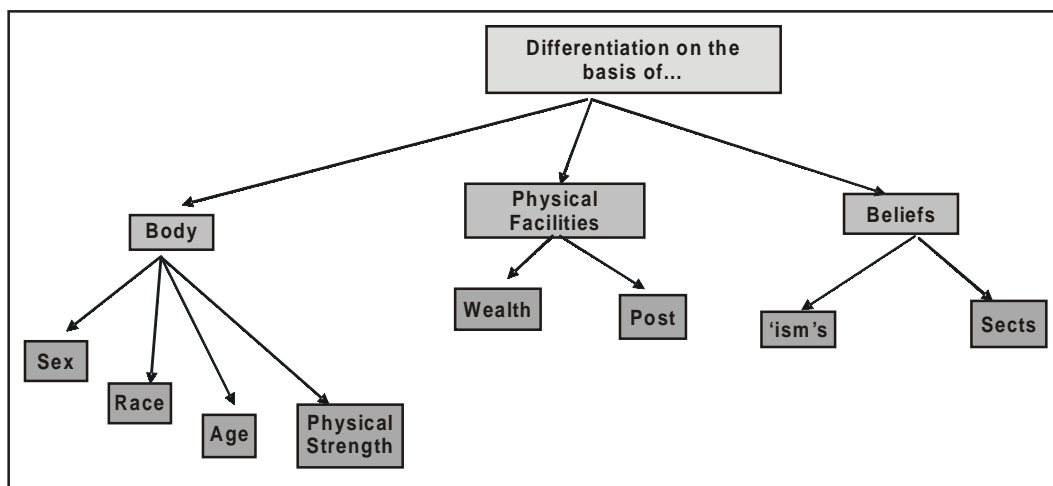 Differentiation on the
basis of...
Body
Physical
Facilities
Beliefs
Sex
Race
Age
Physical
Strength
Wealth
Post
'ism's
Sects